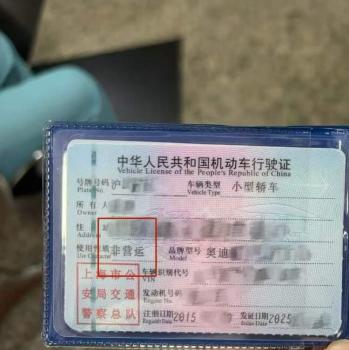 中华人民共和国机动车行驶证
Vehicle License of the People's Republic of China
号牌号码 沪
Plate No.
车辆类型 小型轿车
Vehicle Type
所有人
Owner
住址
Address
使用性质 非营运
Use Character
品牌型号 奥迪
上海市公
安局交通
警察总队
车辆识别代号
VIN
发动机号码
Engine No.
注册日期 2015
Register Date
发证日期 2025
Issue Date